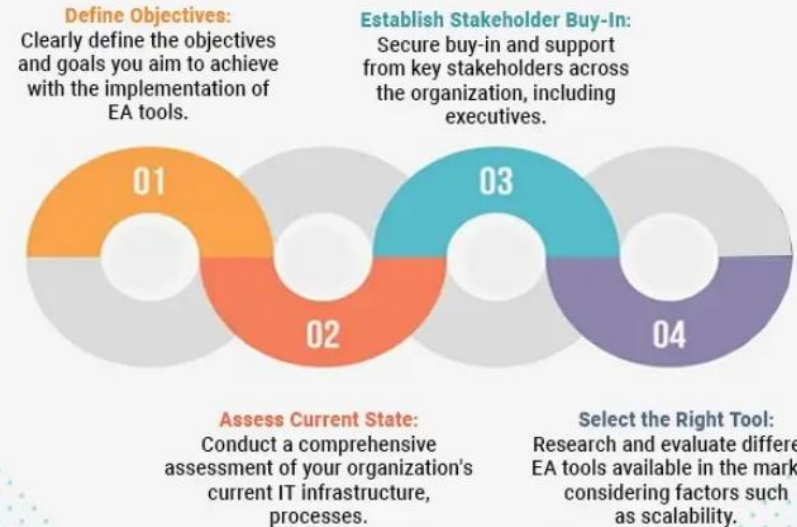 Define Objectives:
Clearly define the objectives
and goals you aim to achieve
with the implementation of
EA tools.
Establish Stakeholder Buy-In:
Secure buy-in and support
from key stakeholders across
the organization, including
executives.
01
03
02
04
Assess Current State:
Conduct a comprehensive
assessment of your organization's
current IT infrastructure,
processes.
Select the Right Tool:
Research and evaluate differe
EA tools available in the mark
considering factors such
as scalability.